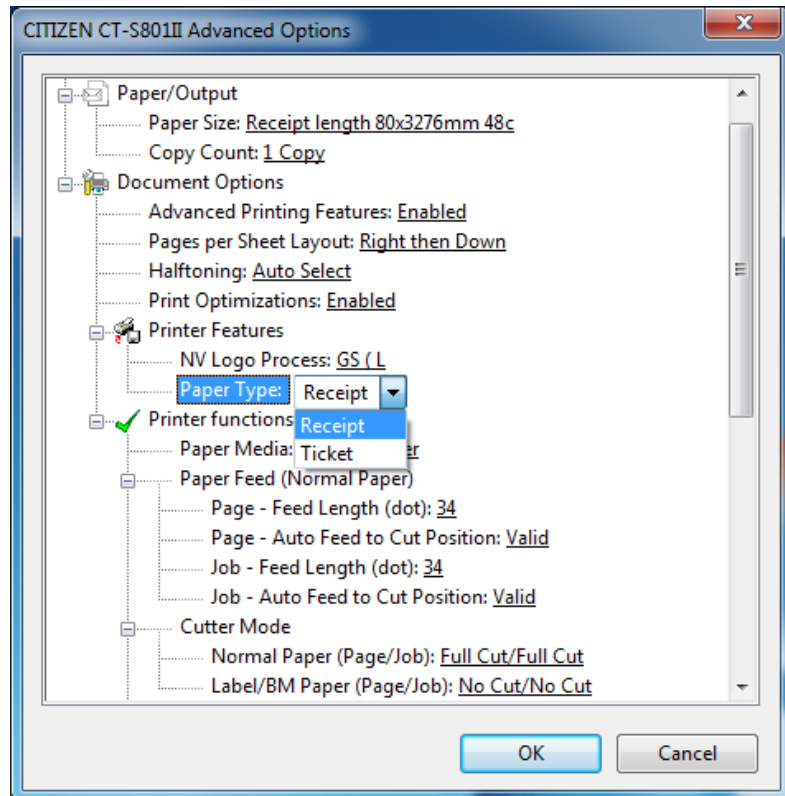 CITIZEN CT-S801II Advanced Options
Paper/Output
Paper Size: Receipt length 80x3276mm 48c
Copy Count: 1 Copy
Document Options
Advanced Printing Features: Enabled
Pages per Sheet Layout: Right then Down
Halftoning: Auto Select
Print Optimizations: Enabled
Printer Features
NV Logo Process: GS ( L
Paper Type: Receipt
Receipt
Ticket
Printer functions
Paper Media:
Paper Feed (Normal Paper)
Page - Feed Length (dot): 34
Page - Auto Feed to Cut Position: Valid
Job - Feed Length (dot): 34
Job - Auto Feed to Cut Position: Valid
Cutter Mode
Normal Paper (Page/Job): Full Cut/Full Cut
Label/BM Paper (Page/Job): No Cut/No Cut
OK
Cancel